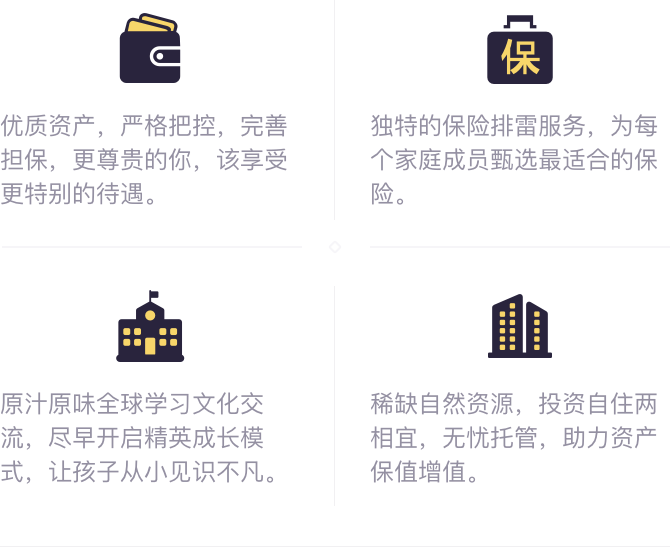 优质资产，严格把控，完善
担保，更尊贵的你，该享受
更特别的待遇。
保
独特的保险排雷服务，为每
个家庭成员甄选最适合的保
险。
原汁原味全球学习文化交
流，尽早开启精英成长模
式，让孩子从小见识不凡。
稀缺自然资源，投资自住两
相宜，无忧托管，助力资产
保值增值。